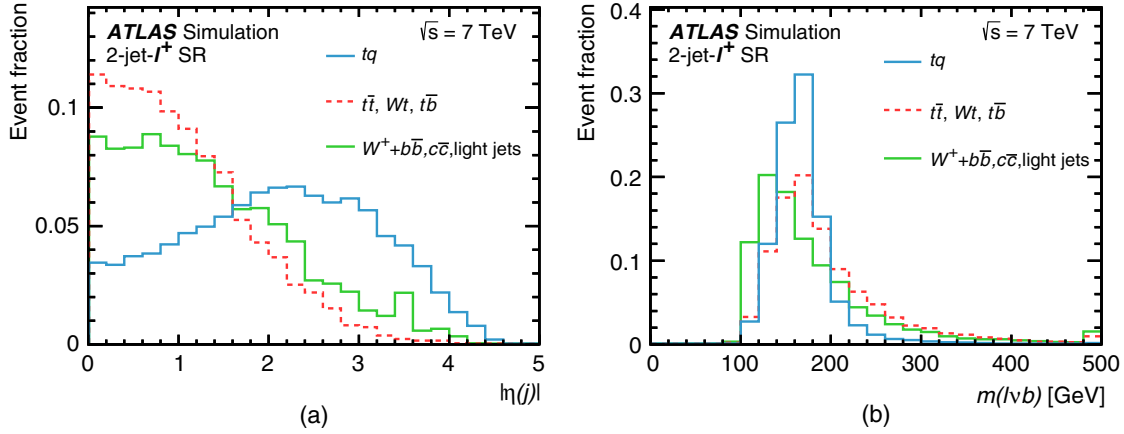 ATLAS Simulation
2-jet-l⁺ SR
√s = 7 TeV
tq
tt̄, Wt, tb̄
W⁺+bb̄,cc̄,light jets
Event fraction
0.1
0.05
0
0 1 2 3 4 5
|η(j)|
(a)
ATLAS Simulation
2-jet-l⁺ SR
√s = 7 TeV
tq
tt̄, Wt, tb̄
W⁺+bb̄,cc̄,light jets
Event fraction
0.4
0.3
0.2
0.1
0
0 100 200 300 400 500
m(lνb) [GeV]
(b)